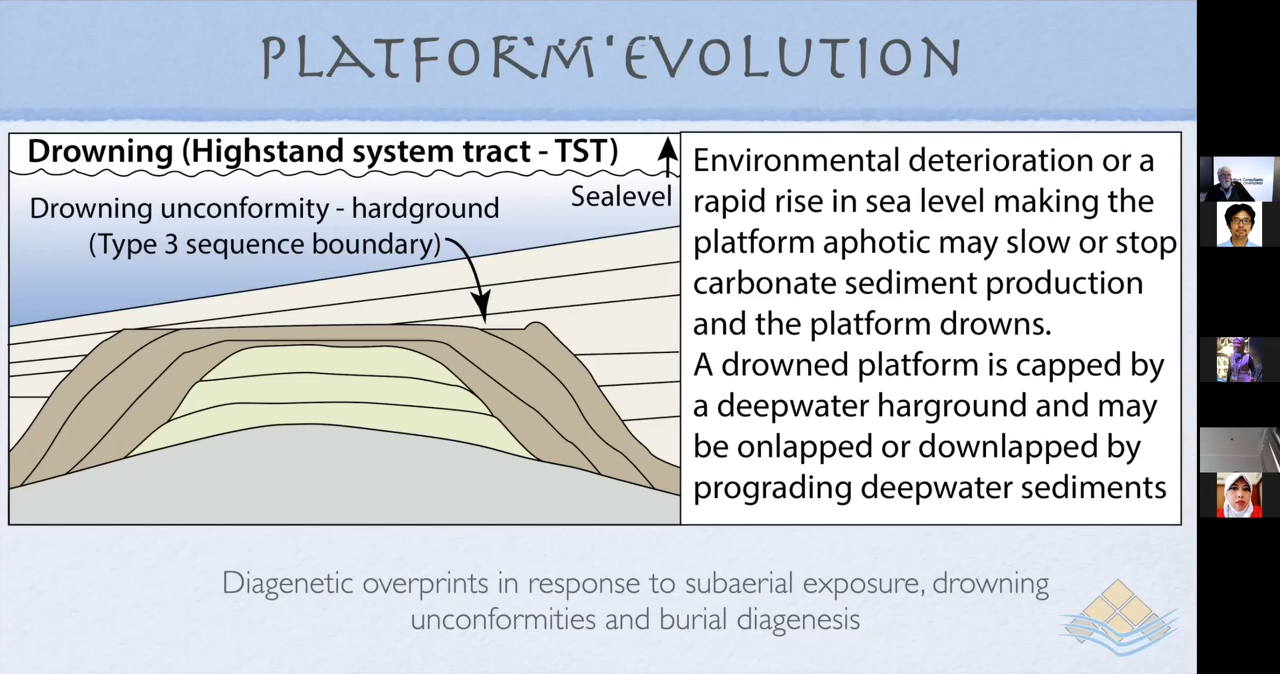 PLATFORM EVOLUTION
Drowning (Highstand system tract - TST)
Sealevel
Drowning unconformity - hardground
(Type 3 sequence boundary)
Environmental deterioration or a
rapid rise in sea level making the
platform aphotic may slow or stop
carbonate sediment production
and the platform drowns.
A drowned platform is capped by
a deepwater harground and may
be onlapped or downlapped by
prograding deepwater sediments
Diagenetic overprints in response to subaerial exposure, drowning
unconformities and burial diagenesis